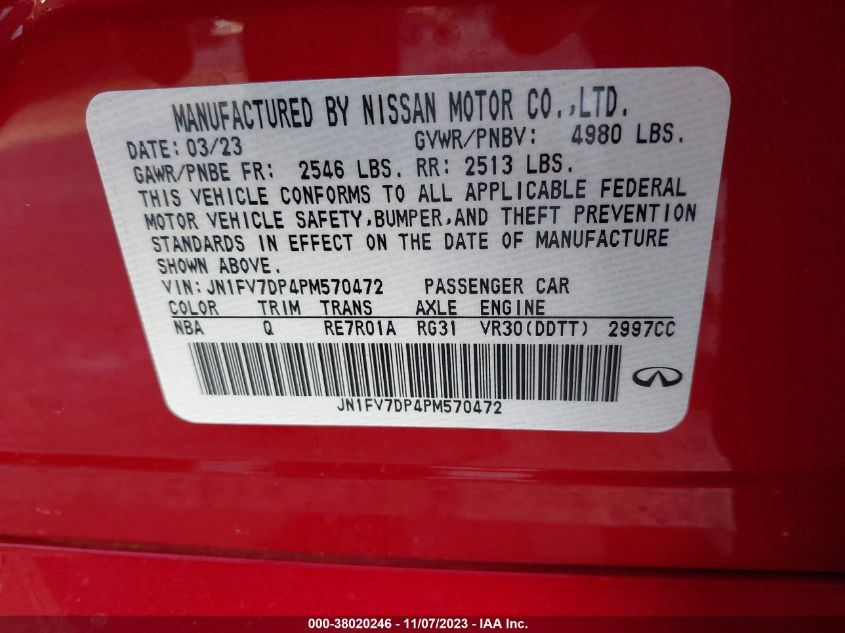 MANUFACTURED BY NISSAN MOTOR CO.,LTD.
DATE: 03/23 GVWR/PNBV: 4980 LBS.
GAWR/PNBE FR: 2546 LBS. RR: 2513 LBS.
THIS VEHICLE CONFORMS TO ALL APPLICABLE FEDERAL
MOTOR VEHICLE SAFETY,BUMPER,AND THEFT PREVENTION
STANDARDS IN EFFECT ON THE DATE OF MANUFACTURE
SHOWN ABOVE.
VIN: JN1FV7DP4PM570472 PASSENGER CAR
COLOR TRIM TRANS AXLE ENGINE
NBA Q RE7R01A RG31 VR30(DDTT) 2997CC
JN1FV7DP4PM570472
000-38020246 - 11/07/2023 - IAA Inc.